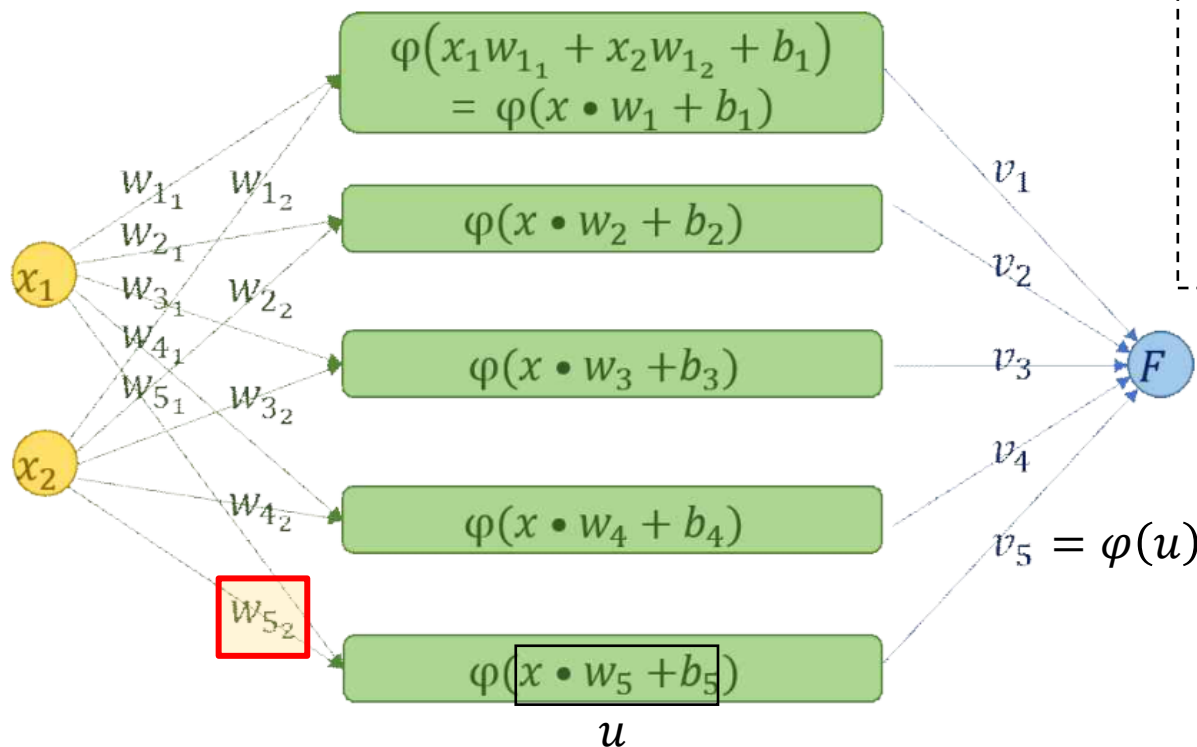 φ(x₁w₁₁ + x₂w₁₂ + b₁)
= φ(x • w₁ + b₁)
w₁₁
w₁₂
v₁
w₂₁
φ(x • w₂ + b₂)
x₁
w₃₁
w₂₂
v₂
w₄₁
φ(x • w₃ +b₃)
v₃
F
w₅₁
w₃₂
x₂
v₄
w₄₂
φ(x • w₄ + b₄)
v₅ = φ(u)
w₅₂
φ(x • w₅ +b₅)
u